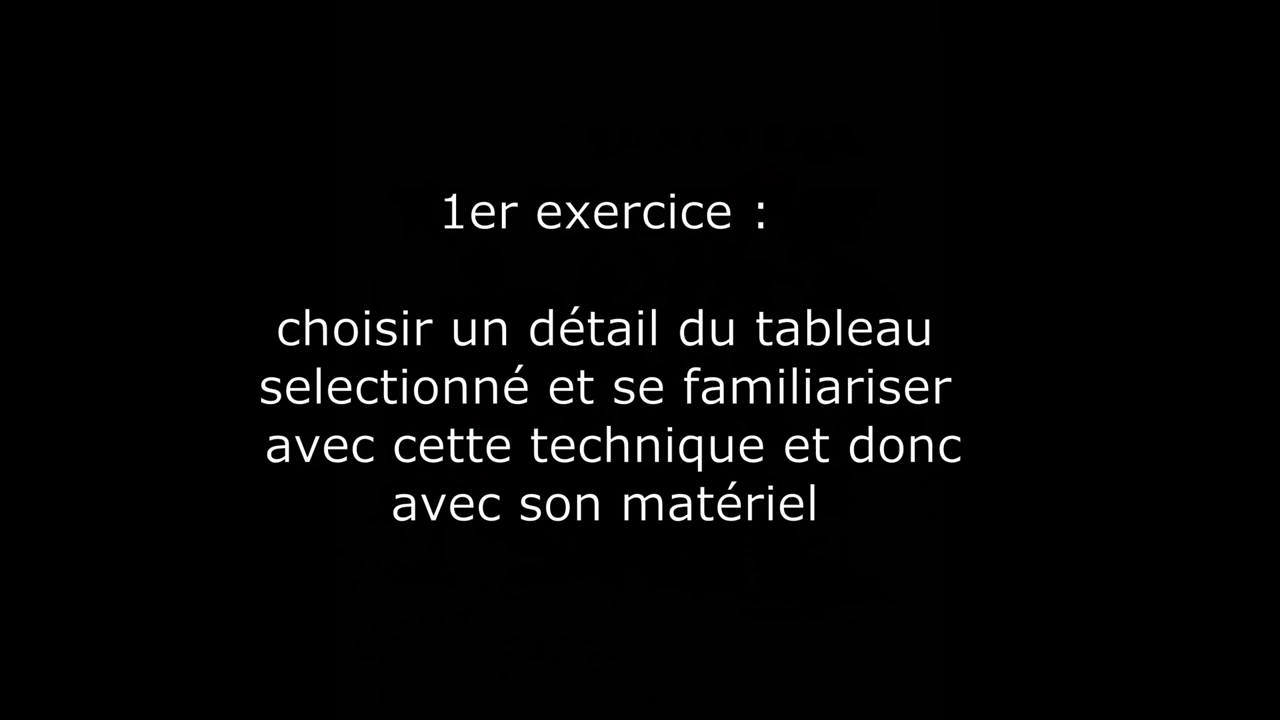 1er exercice :
choisir un détail du tableau
selectionné et se familiariser
avec cette technique et donc
avec son matériel